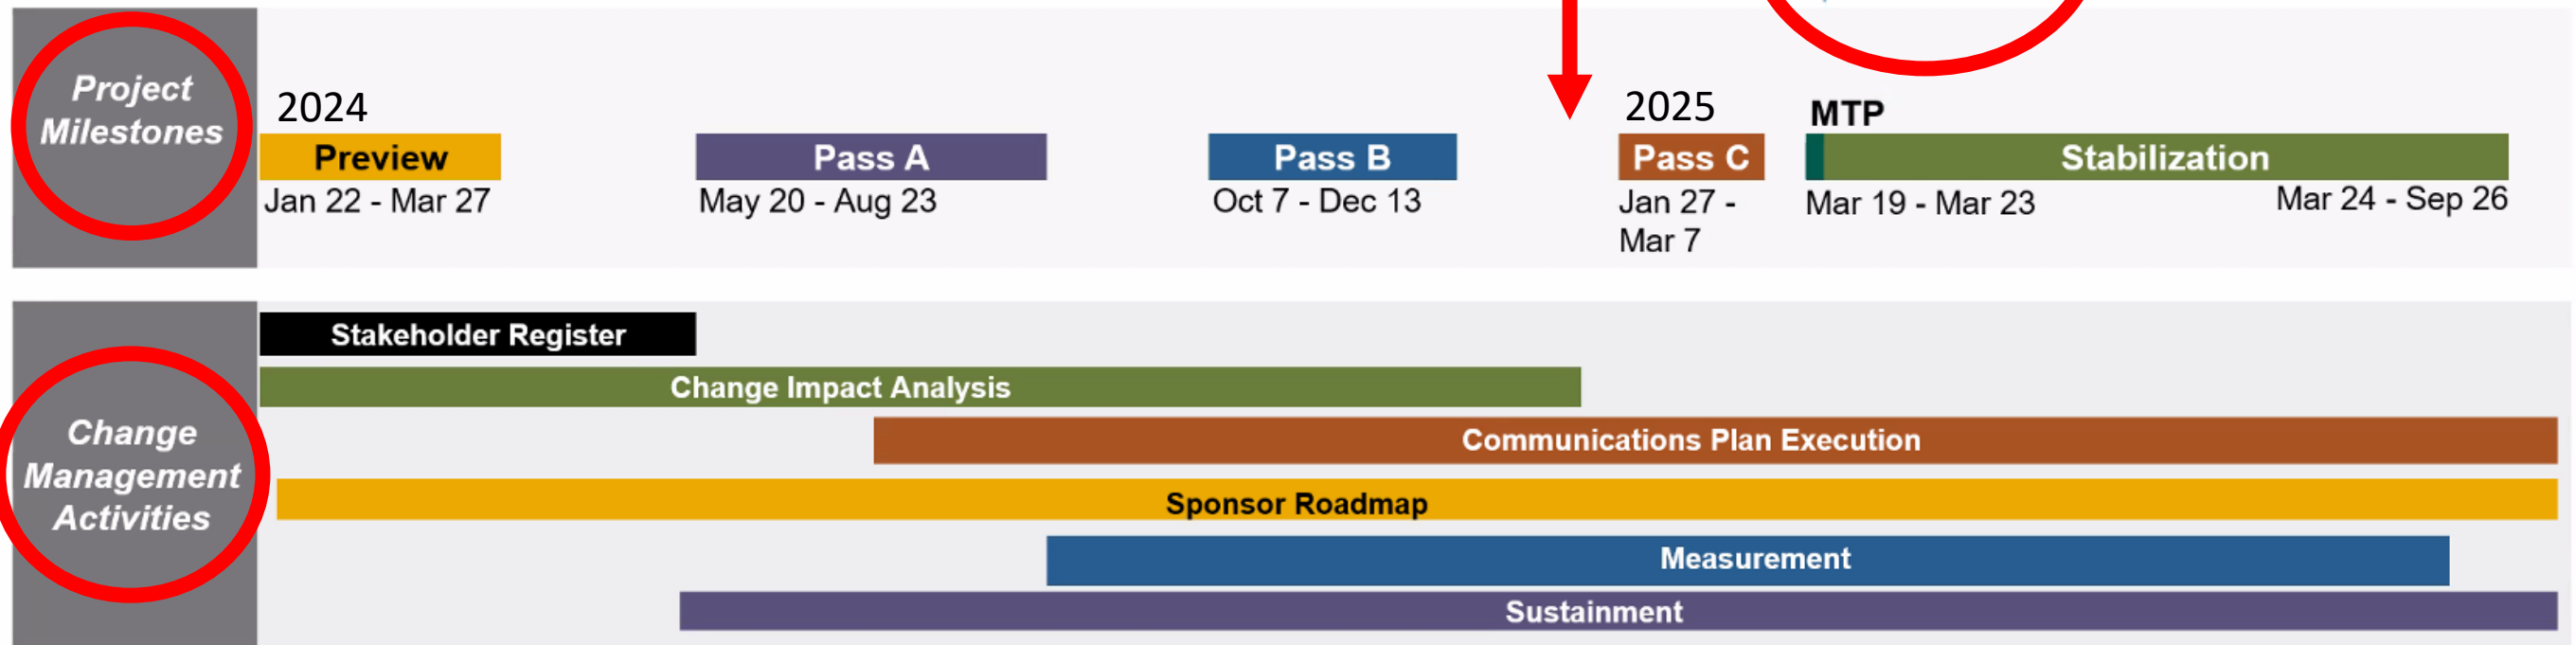 Project
Milestones
2024
2025
MTP
Preview
Pass A
Pass B
Pass C
Stabilization
Jan 22 - Mar 27
May 20 - Aug 23
Oct 7 - Dec 13
Jan 27 -
Mar 7
Mar 19 - Mar 23
Mar 24 - Sep 26
Change
Management
Activities
Stakeholder Register
Change Impact Analysis
Communications Plan Execution
Sponsor Roadmap
Measurement
Sustainment